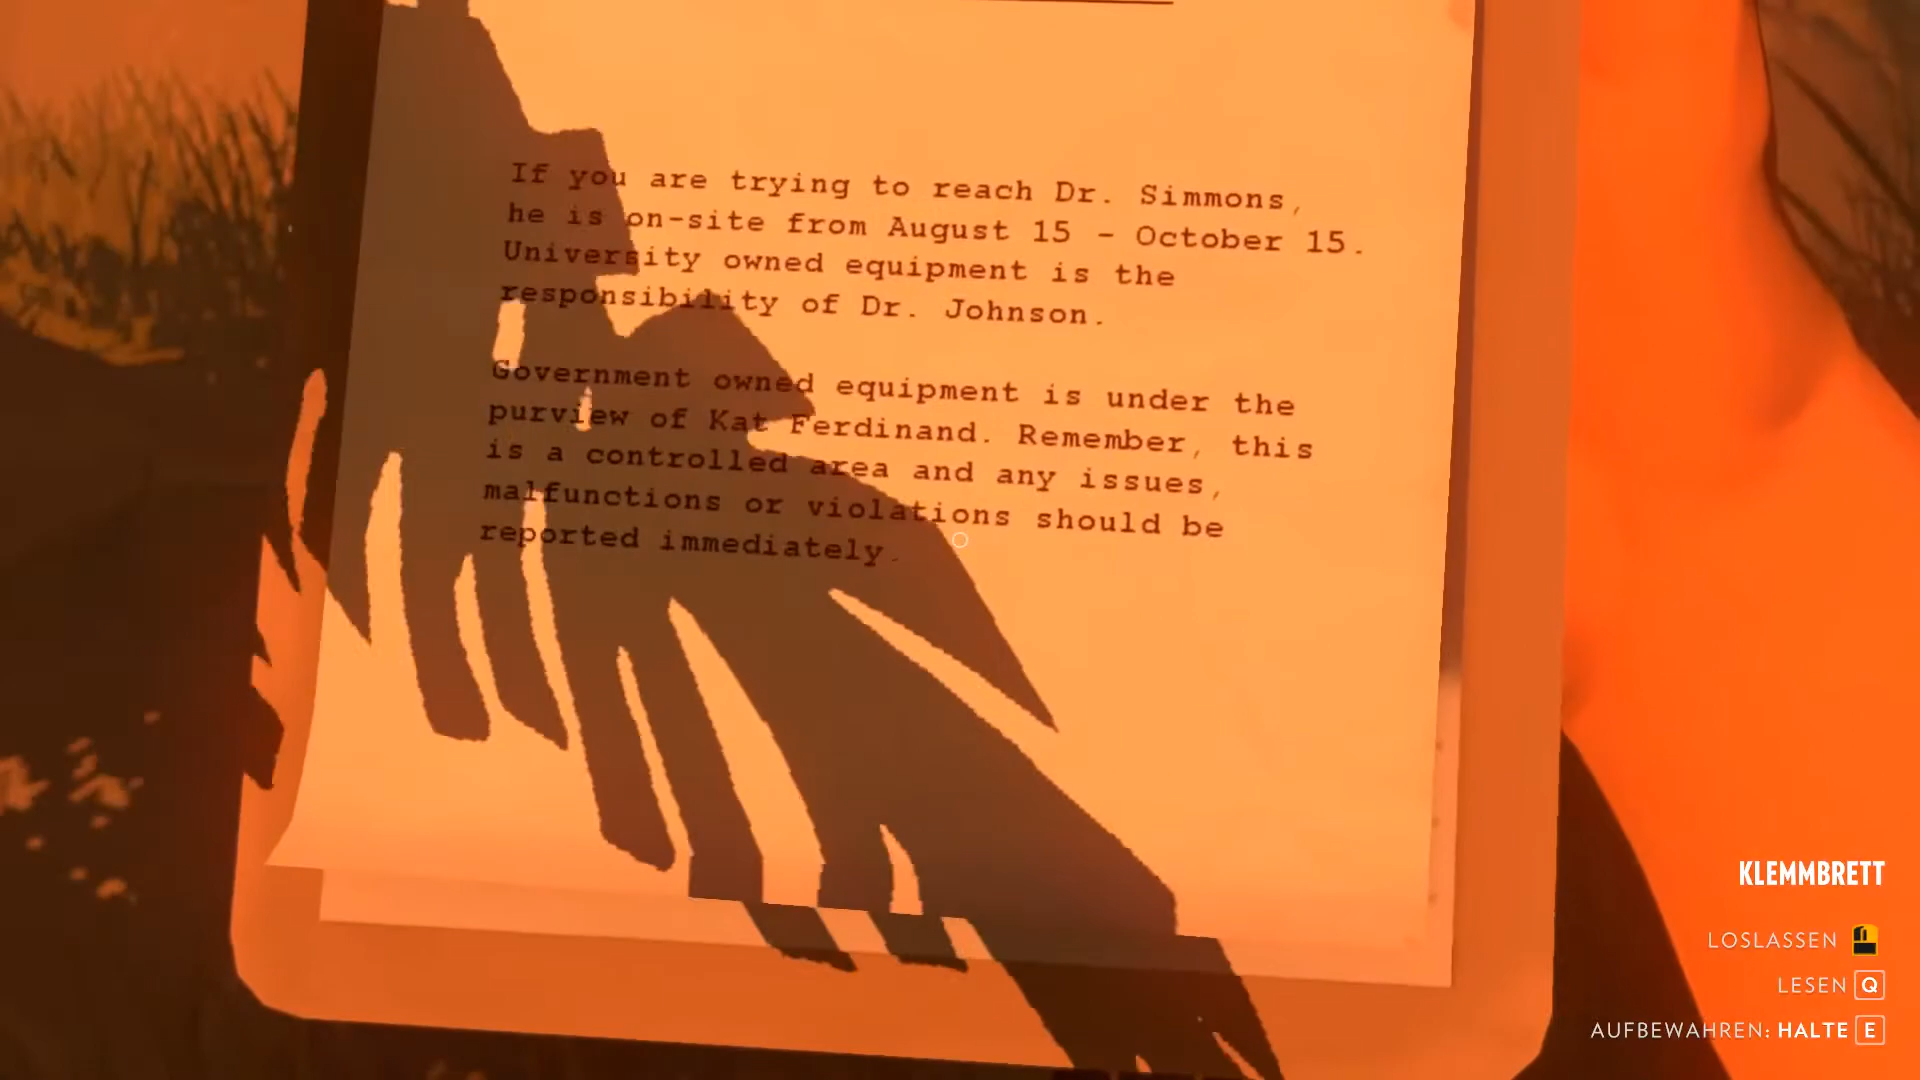 If you are trying to reach Dr. Simmons,
he is on-site from August 15 - October 15.
University owned equipment is the
responsibility of Dr. Johnson.
Government owned equipment is under the
purview of Kat Ferdinand. Remember, this
is a controlled area and any issues,
malfunctions or violations should be
reported immediately.
KLEMMBRETT
LOSLASSEN
LESEN Q
AUFBEWAHREN: HALTE E